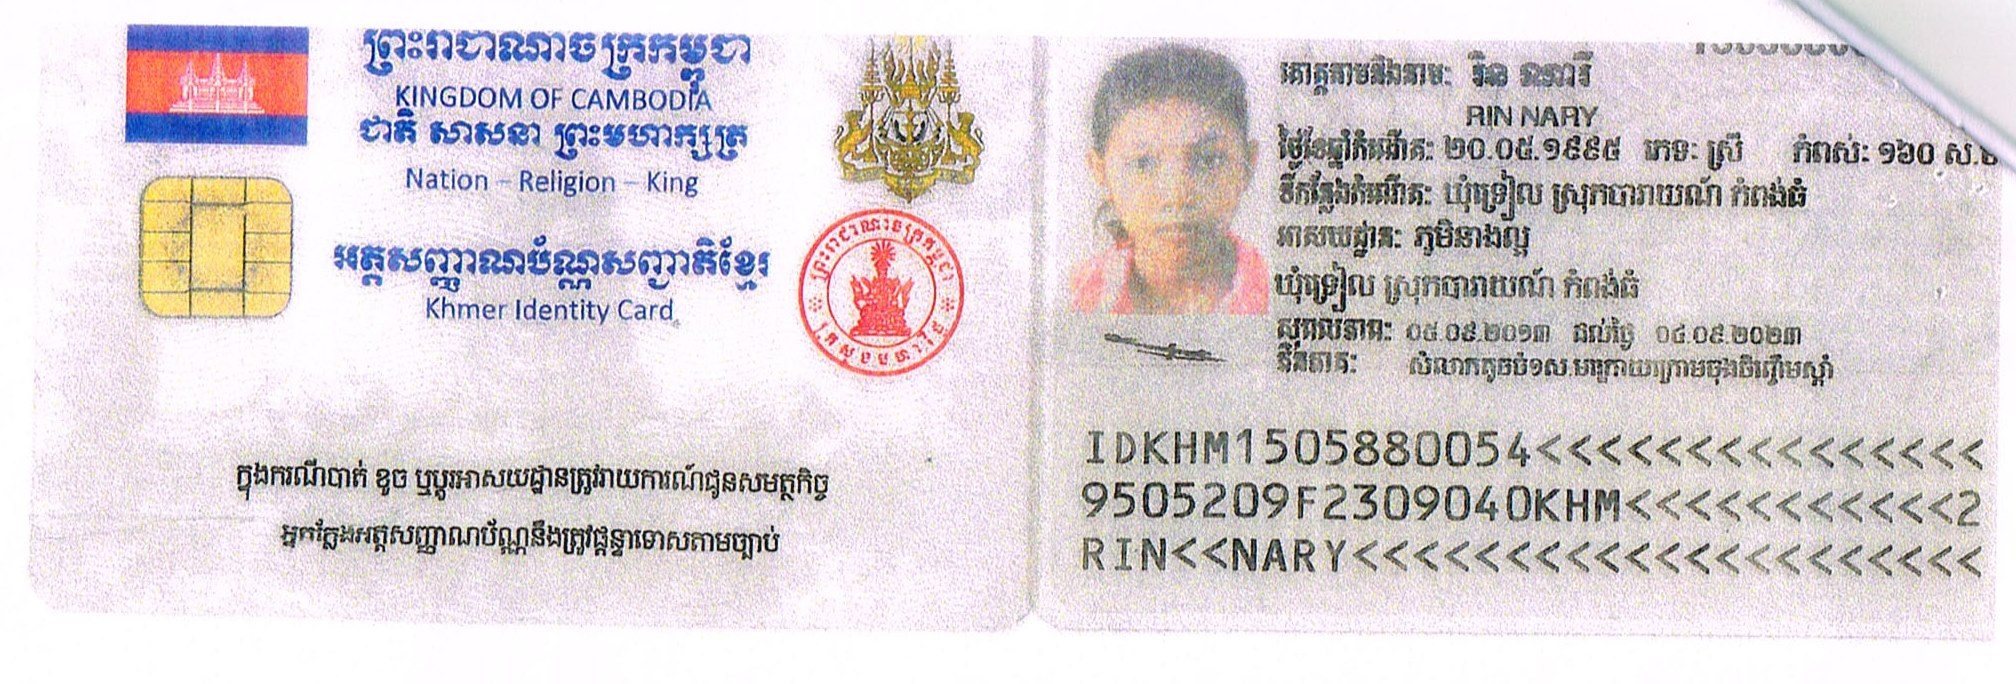 ព្រះរាជាណាចក្រកម្ពុជា
KINGDOM OF CAMBODIA
ជាតិ សាសនា ព្រះមហាក្សត្រ
Nation – Religion – King
អត្តសញ្ញាណប័ណ្ណសញ្ជាតិខ្មែរ
Khmer Identity Card
ក្នុងករណីបាត់ ខូច ឬប្តូរអាសយដ្ឋានត្រូវរាយការណ៍ជូនសមត្ថកិច្ច
អ្នកក្លែងអត្តសញ្ញាណប័ណ្ណនឹងត្រូវផ្តន្ទាទោសតាមច្បាប់
គោត្តនាមនិងនាម: រិន ណារី
RIN NARY
ថ្ងៃខែឆ្នាំកំណើត: ២០.០៥.១៩៩៥ ភេទ: ស្រី កំពស់: ១៦០ ស.ម
ទីកន្លែងកំណើត: ឃុំទ្រៀល ស្រុកបារាយណ៍ កំពង់ធំ
អាសយដ្ឋាន: ភូមិនាងល្អ
ឃុំទ្រៀល ស្រុកបារាយណ៍ កំពង់ធំ
សុពលភាព: ០៥.០៩.២០១៣ ដល់ថ្ងៃ ០៤.០៩.២០២៣
ភិនភាគ: សំលាកតូចចំ១ស.មក្រោយក្រោមចុងចិញ្ចើមស្តាំ
IDKHM1505880054<<<<<<<<<<<<<<<
9505209F2309040KHM<<<<<<<<<<<2
RIN<<NARY<<<<<<<<<<<<<<<<<<<<<